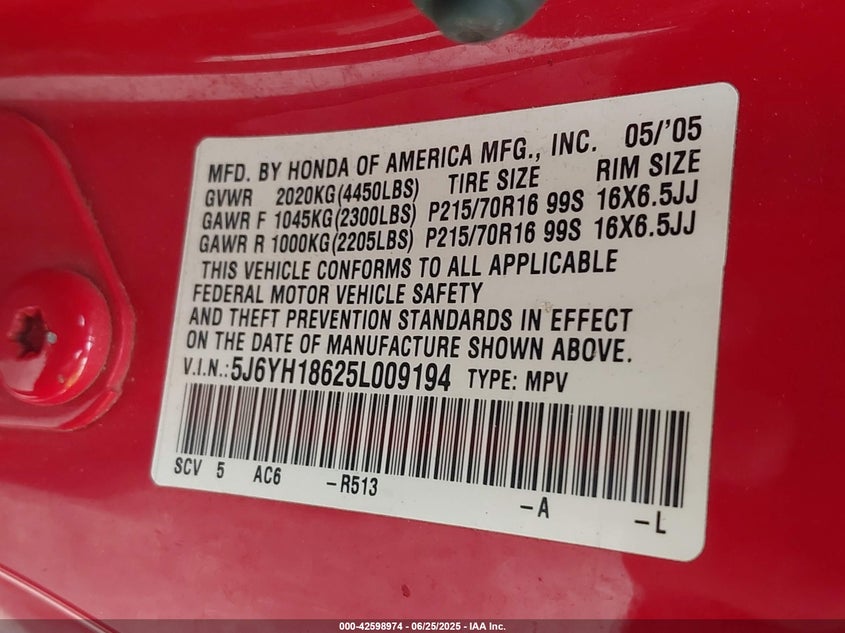 MFD. BY HONDA OF AMERICA MFG., INC. 05/'05
GVWR 2020KG(4450LBS) TIRE SIZE RIM SIZE
GAWR F 1045KG(2300LBS) P215/70R16 99S 16X6.5JJ
GAWR R 1000KG(2205LBS) P215/70R16 99S 16X6.5JJ
THIS VEHICLE CONFORMS TO ALL APPLICABLE
FEDERAL MOTOR VEHICLE SAFETY
AND THEFT PREVENTION STANDARDS IN EFFECT
ON THE DATE OF MANUFACTURE SHOWN ABOVE.
V.I.N.:5J6YH18625L009194 TYPE: MPV
SCV 5 AC6 -R513 -A -L
000-42598974 / 06/25/2025 - IAA Inc.